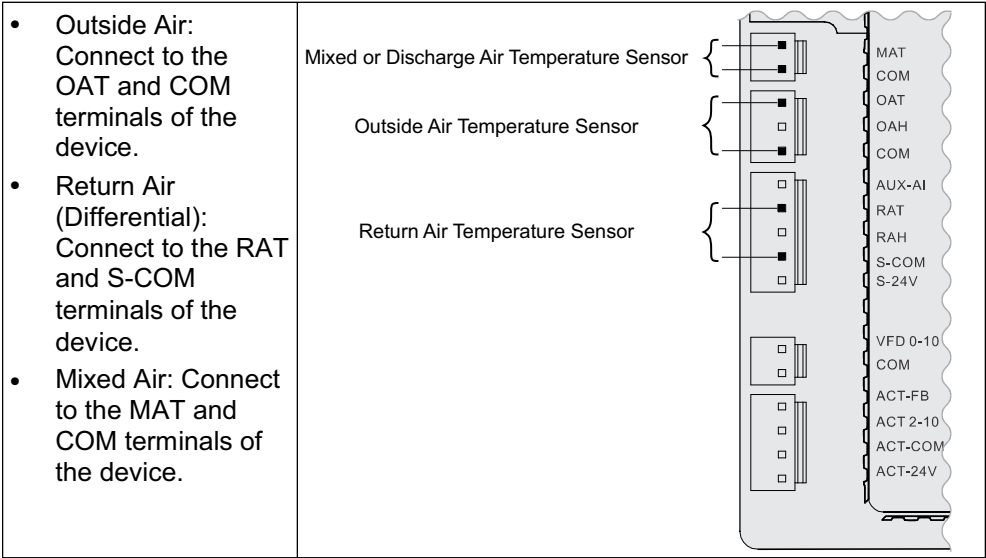 • Outside Air:
Connect to the
OAT and COM
terminals of the
device.
• Return Air
(Differential):
Connect to the RAT
and S-COM
terminals of the
device.
• Mixed Air: Connect
to the MAT and
COM terminals of
the device.
Mixed or Discharge Air Temperature Sensor
Outside Air Temperature Sensor
Return Air Temperature Sensor
MAT
COM
OAT
OAH
COM
AUX-AI
RAT
RAH
S-COM
S-24V
VFD 0-10
COM
ACT-FB
ACT 2-10
ACT-COM
ACT-24V